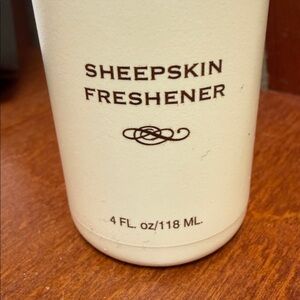 SHEEPSKIN
FRESHENER
4 FL. oz/118 ML.